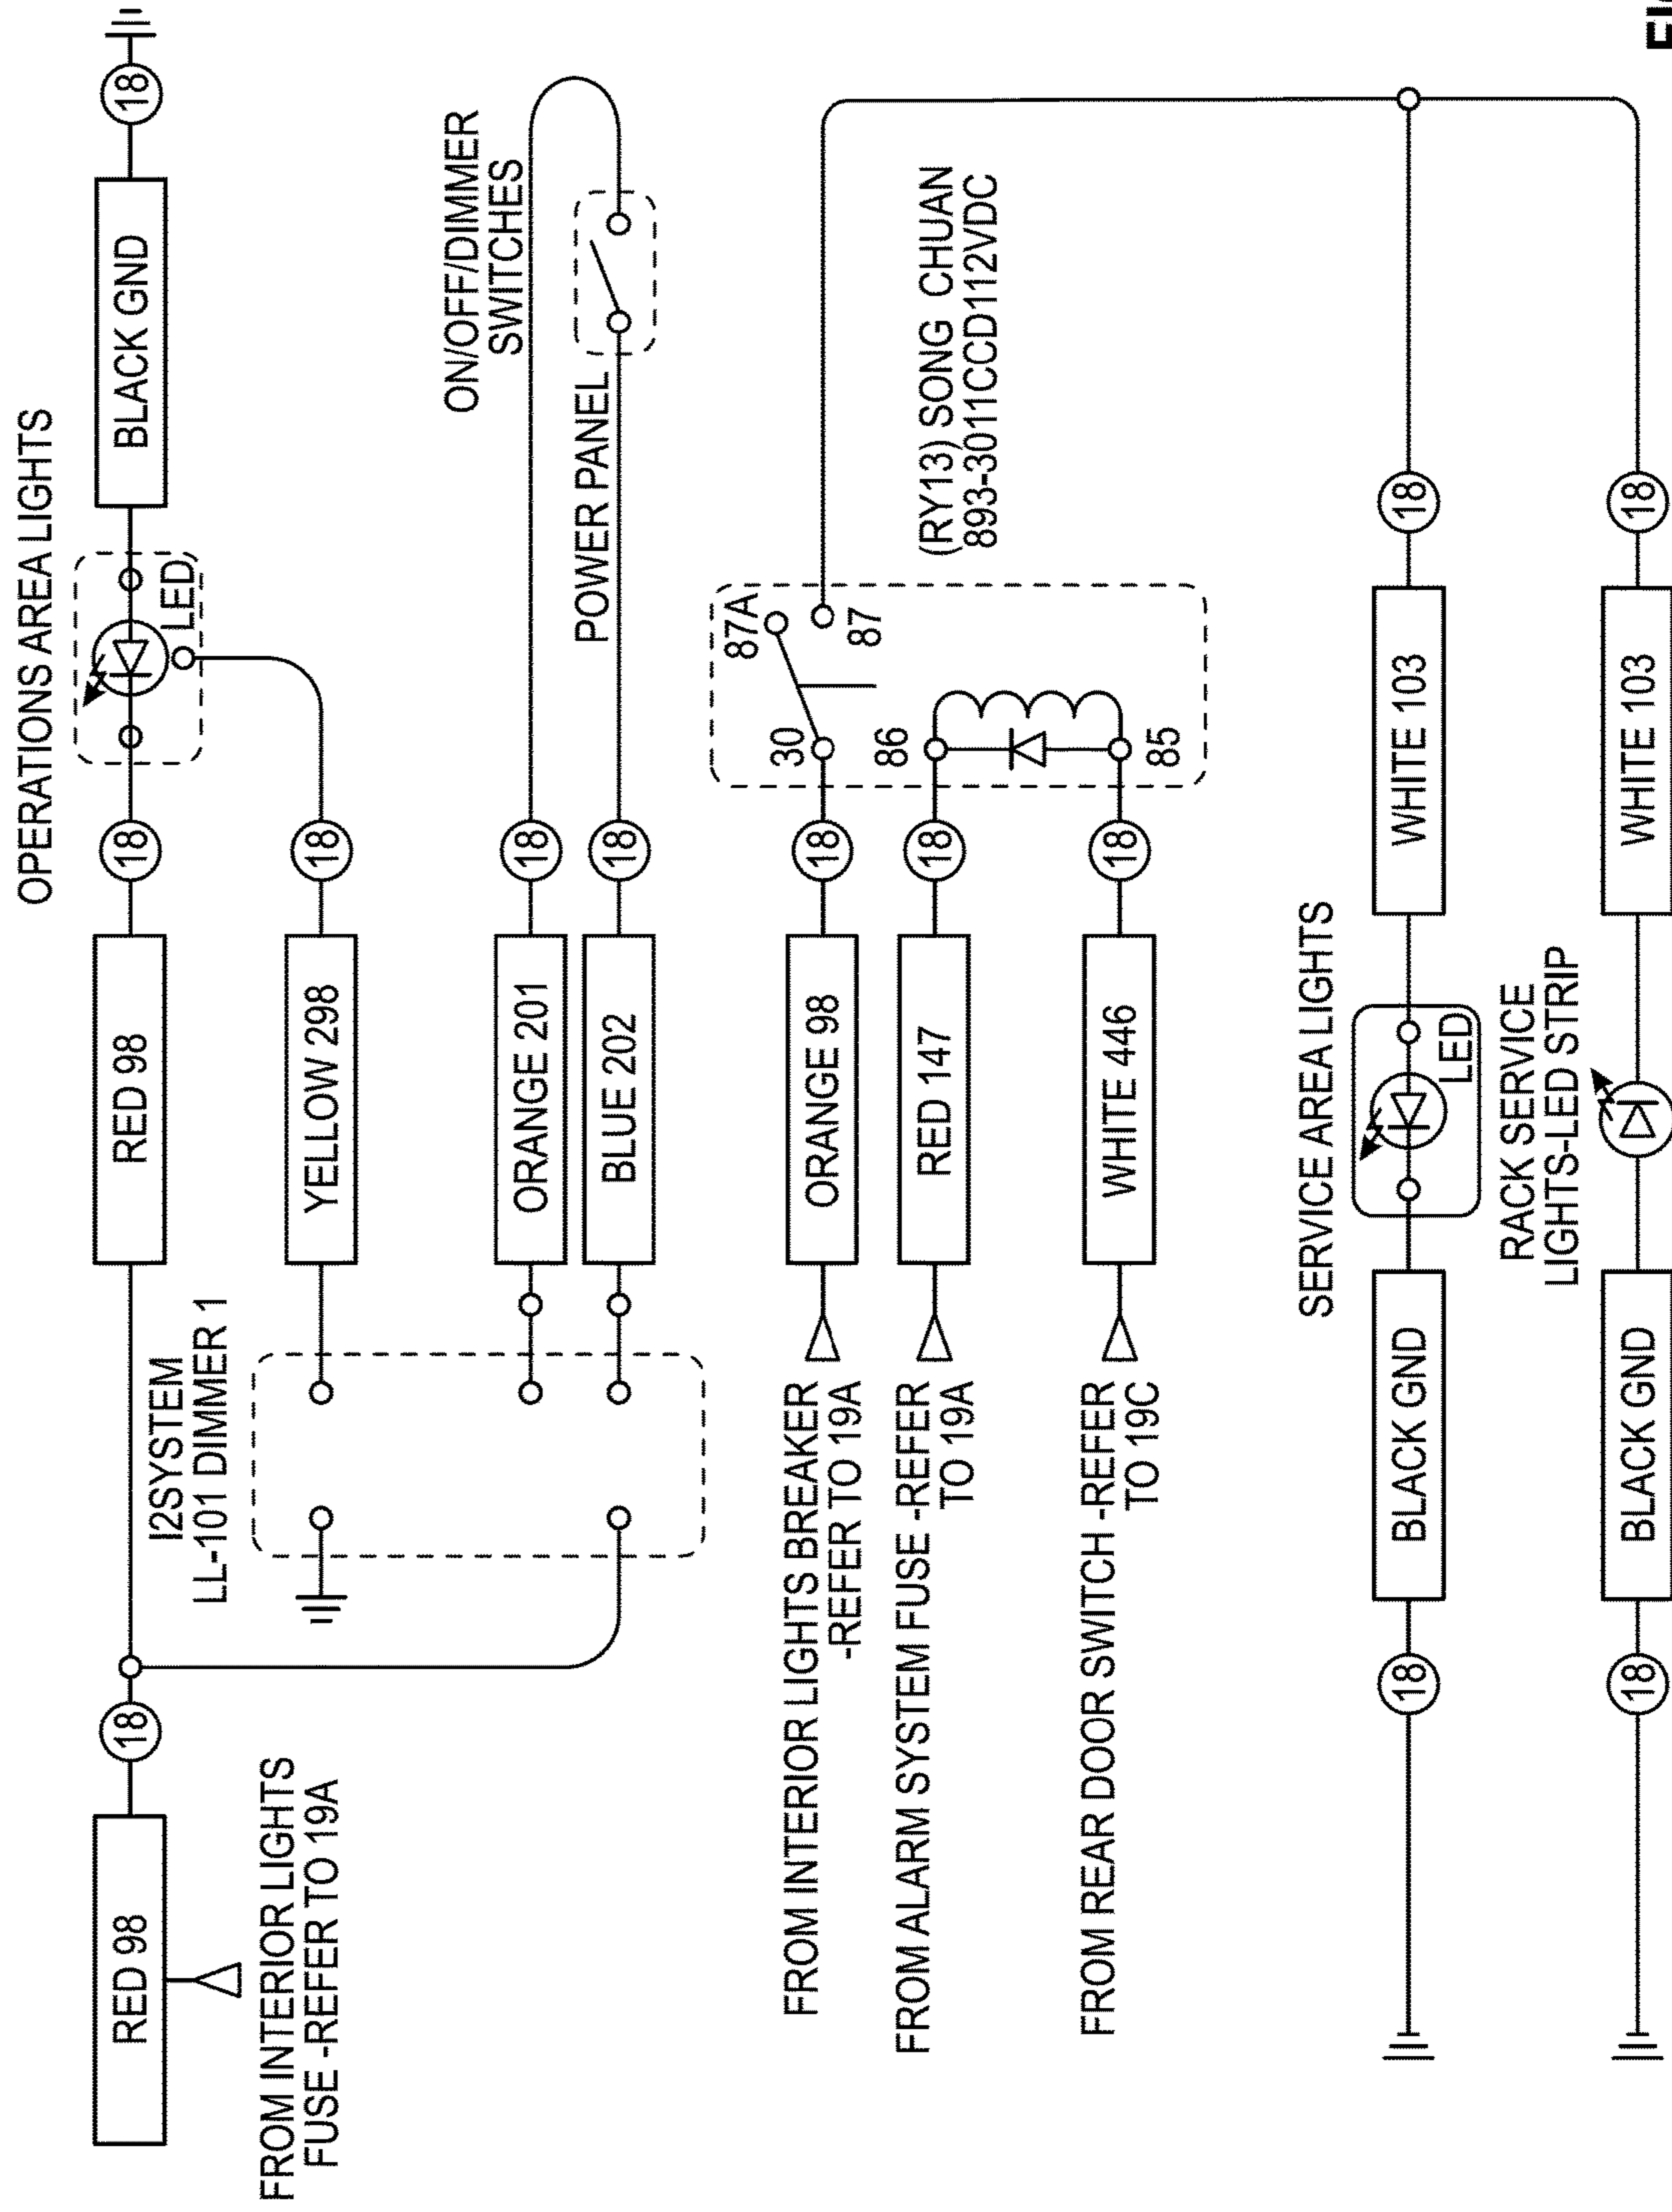 OPERATIONS AREA LIGHTS
RED 98
18
FROM INTERIOR LIGHTS
FUSE -REFER TO 19A
RED 98
18
LED
BLACK GND
18
I2SYSTEM
LL-101 DIMMER 1
YELLOW 298
18
ORANGE 201
18
BLUE 202
18
ON/OFF/DIMMER
SWITCHES
POWER PANEL
FROM INTERIOR LIGHTS BREAKER
-REFER TO 19A
ORANGE 98
18
30
87A
87
FROM ALARM SYSTEM FUSE -REFER
TO 19A
RED 147
18
86
(RY13) SONG CHUAN
893-3011CCD112VDC
FROM REAR DOOR SWITCH -REFER
TO 19C
WHITE 446
18
85
SERVICE AREA LIGHTS
18
BLACK GND
LED
WHITE 103
18
RACK SERVICE
LIGHTS-LED STRIP
18
BLACK GND
WHITE 103
18